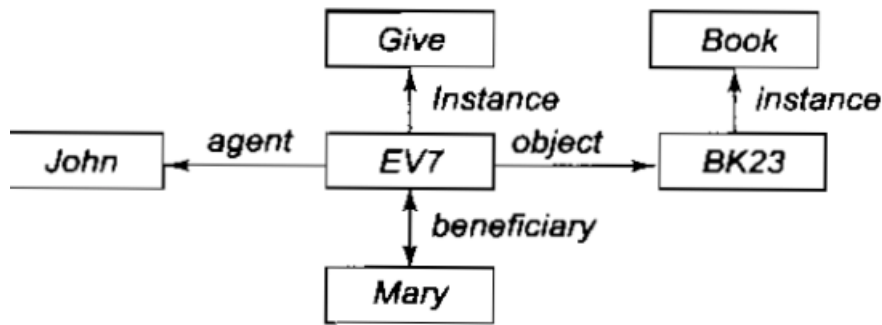 Give Book
Instance instance
John agent EV7 object BK23
beneficiary
Mary